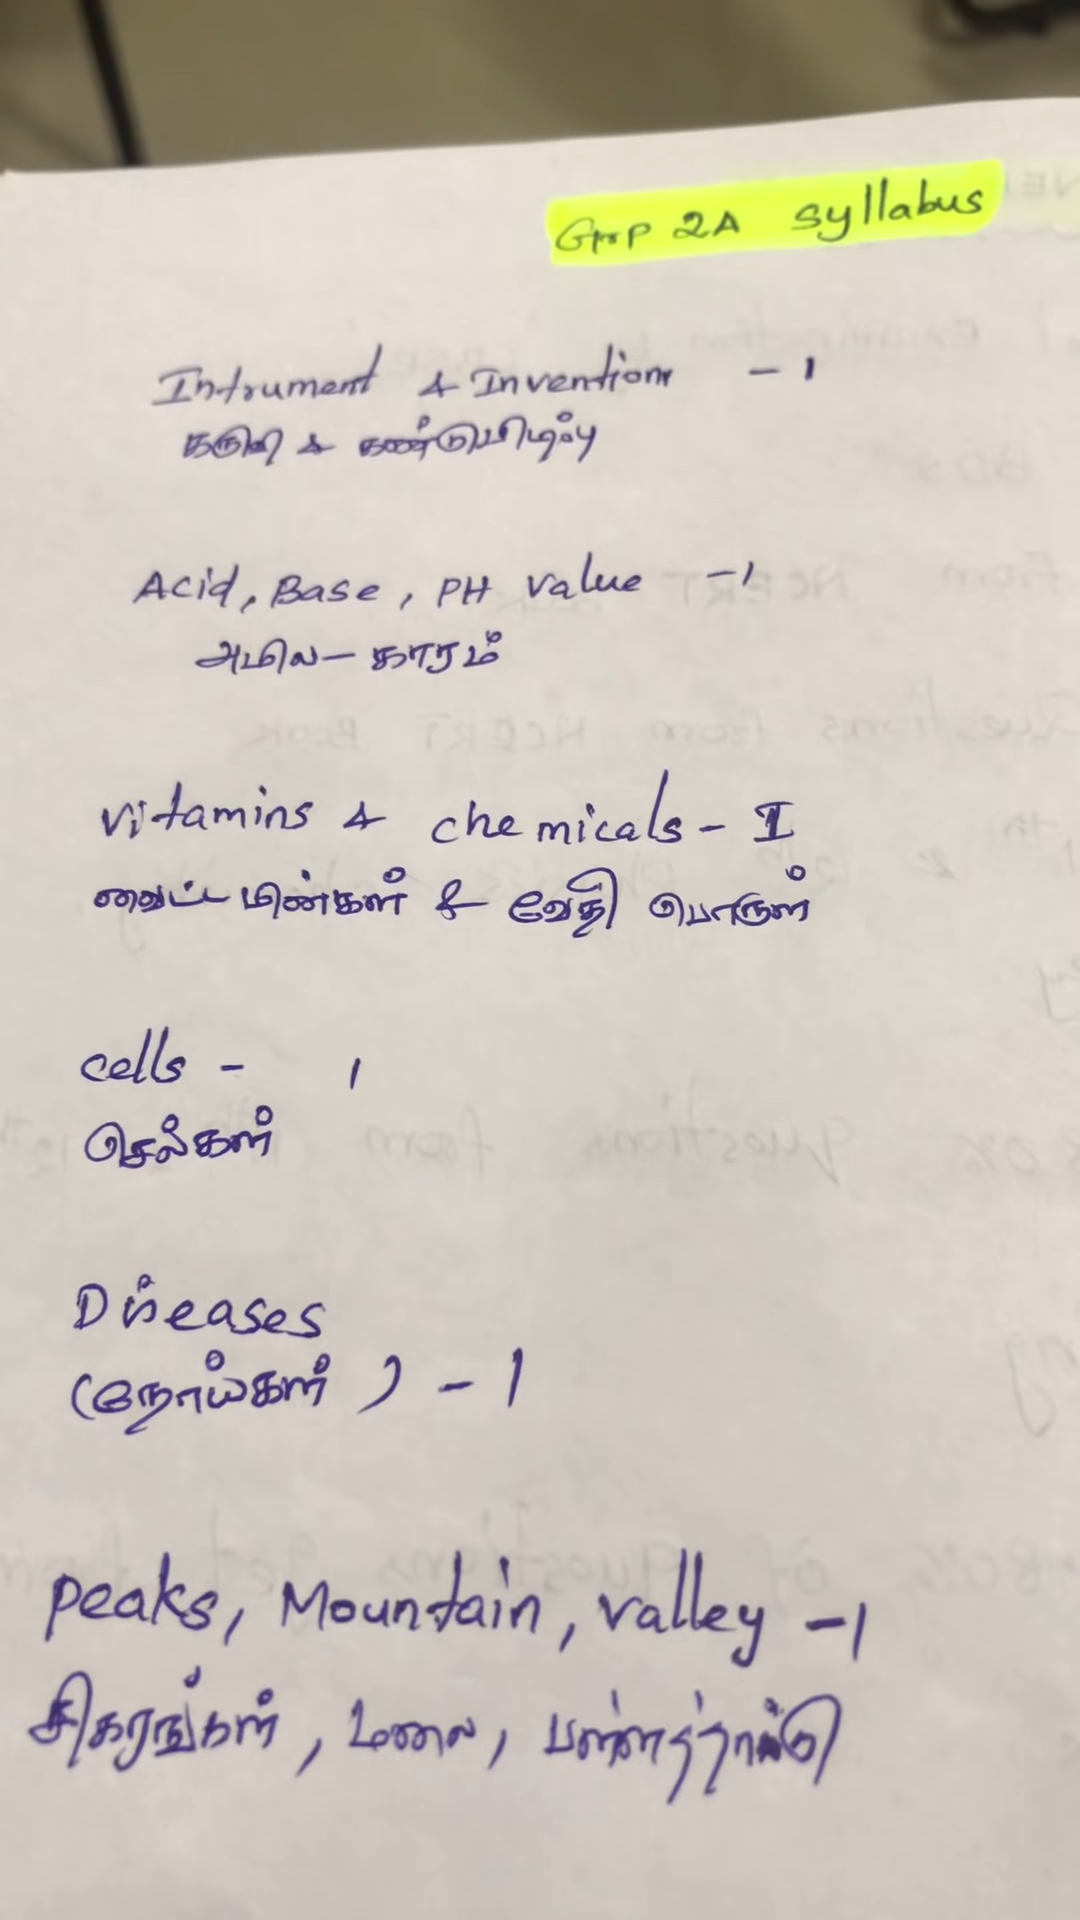 Grp 2A Syllabus
Intrument & Inventions - 1
கருவி & கண்டுபிடிப்பு
Acid, Base, PH value - 1
அமில - காரம்
Vitamins & chemicals - I
வைட்டமின்கள் & வேதி பொருள்
cells - 1
செல்கள்
Diseases
(நோய்கள்) - 1
Peaks, Mountain, valley - 1
சிகரங்கள், மலை, பள்ளத்தாக்கு